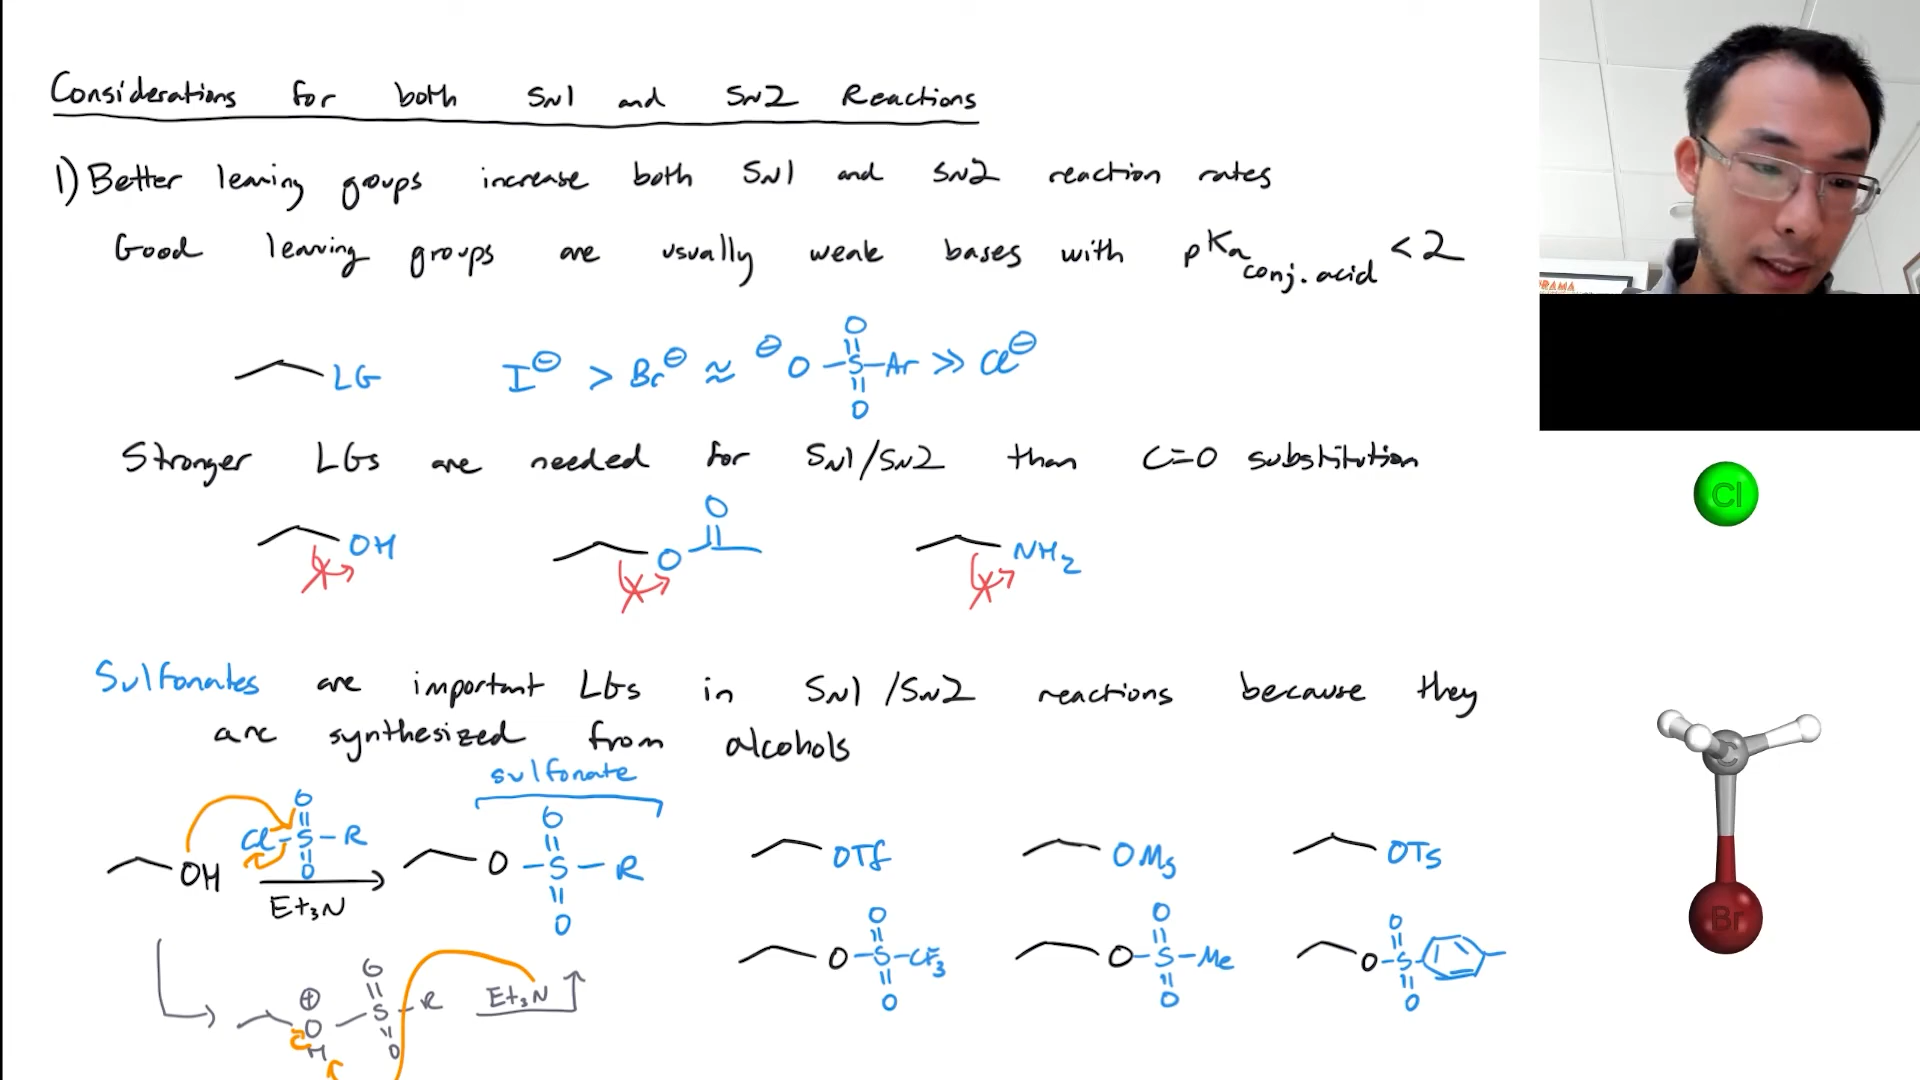 Considerations for both SN1 and SN2 Reactions
1) Better leaving groups increase both SN1 and SN2 reaction rates
Good leaving groups are usually weak bases with pKa conj. acid < 2
LG I⊖ > Br⊖ ≈ ⊖O-S-Ar >> Cl⊖
O
O
Stronger LGs are needed for SN1/SN2 than C=O substitution
OH
O
O
NH2
Sulfonates are important LGs in SN1/SN2 reactions because they
are synthesized from alcohols
sulfonate
OH
O
Cl-S-R
O
Et3N
O
O-S-R
O
OTf OMs OTs
O
O-S-CF3
O
O
O-S-Me
O
O
O-S
O
⊕
O
H
O
S-R
O
Et3N
RAMA
Cl
C
Br